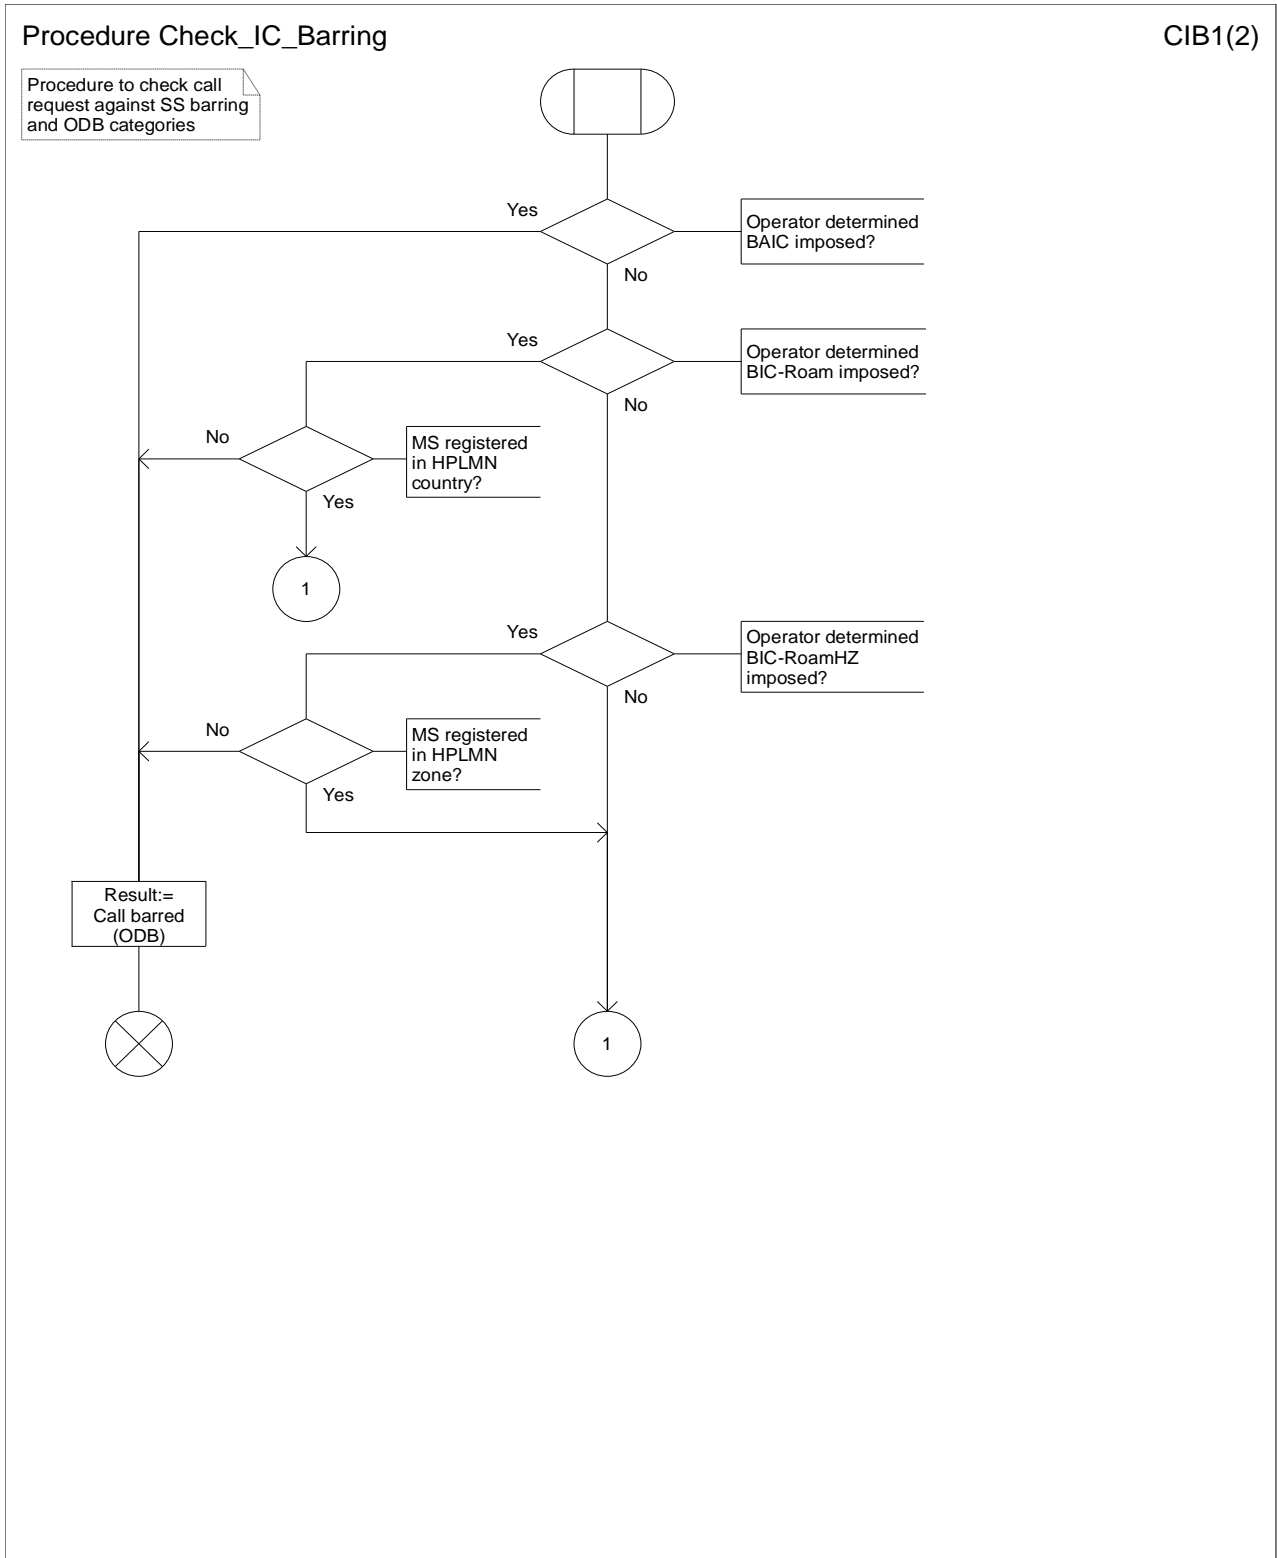 Procedure Check_IC_Barring
CIB1(2)
Procedure to check call
request against SS barring
and ODB categories
Yes
Operator determined
BAIC imposed?
No
Yes
Operator determined
BIC-Roam imposed?
No
No
MS registered
in HPLMN
country?
Yes
1
Yes
Operator determined
BIC-RoamHZ
imposed?
No
No
MS registered
in HPLMN
zone?
Yes
Result:=
Call barred
(ODB)
1